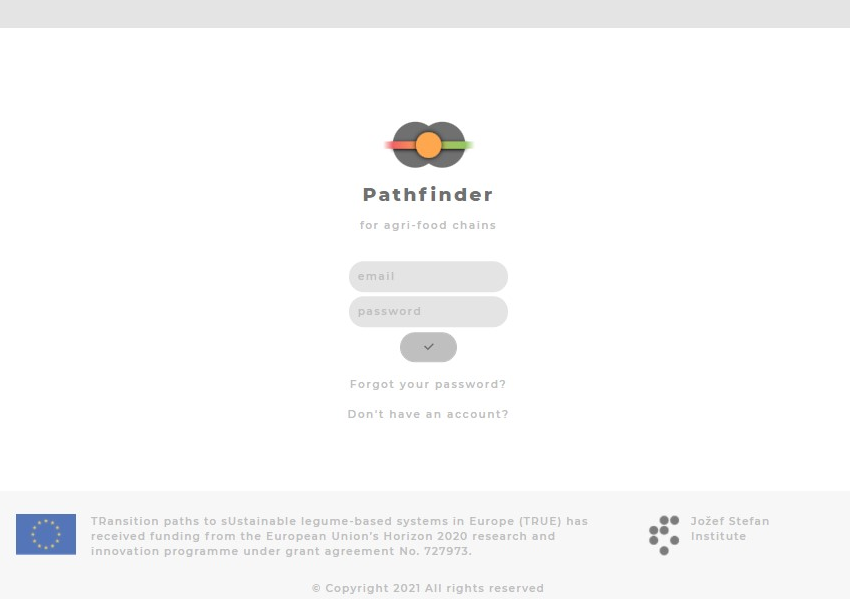 Pathfinder
for agri-food chains
email
password
Forgot your password?
Don't have an account?
TRansition paths to sUstainable legume-based systems in Europe (TRUE) has
received funding from the European Union's Horizon 2020 research and
innovation programme under grant agreement No. 727973.
Jožef Stefan
Institute
© Copyright 2021 All rights reserved